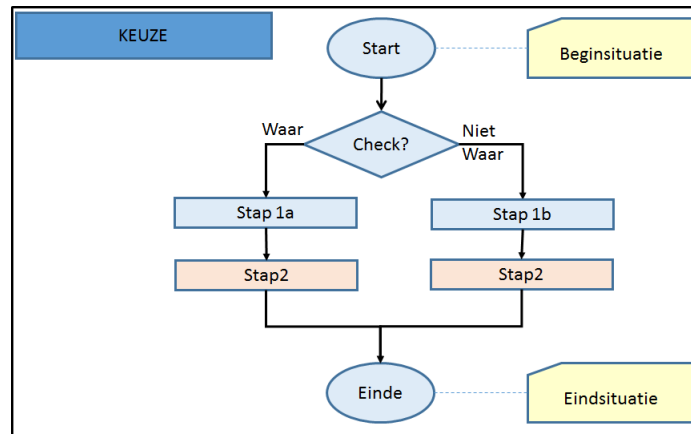 KEUZE
Start
Beginsituatie
Waar
Check?
Niet
Waar
Stap 1a
Stap 1b
Stap2
Stap2
Einde
Eindsituatie